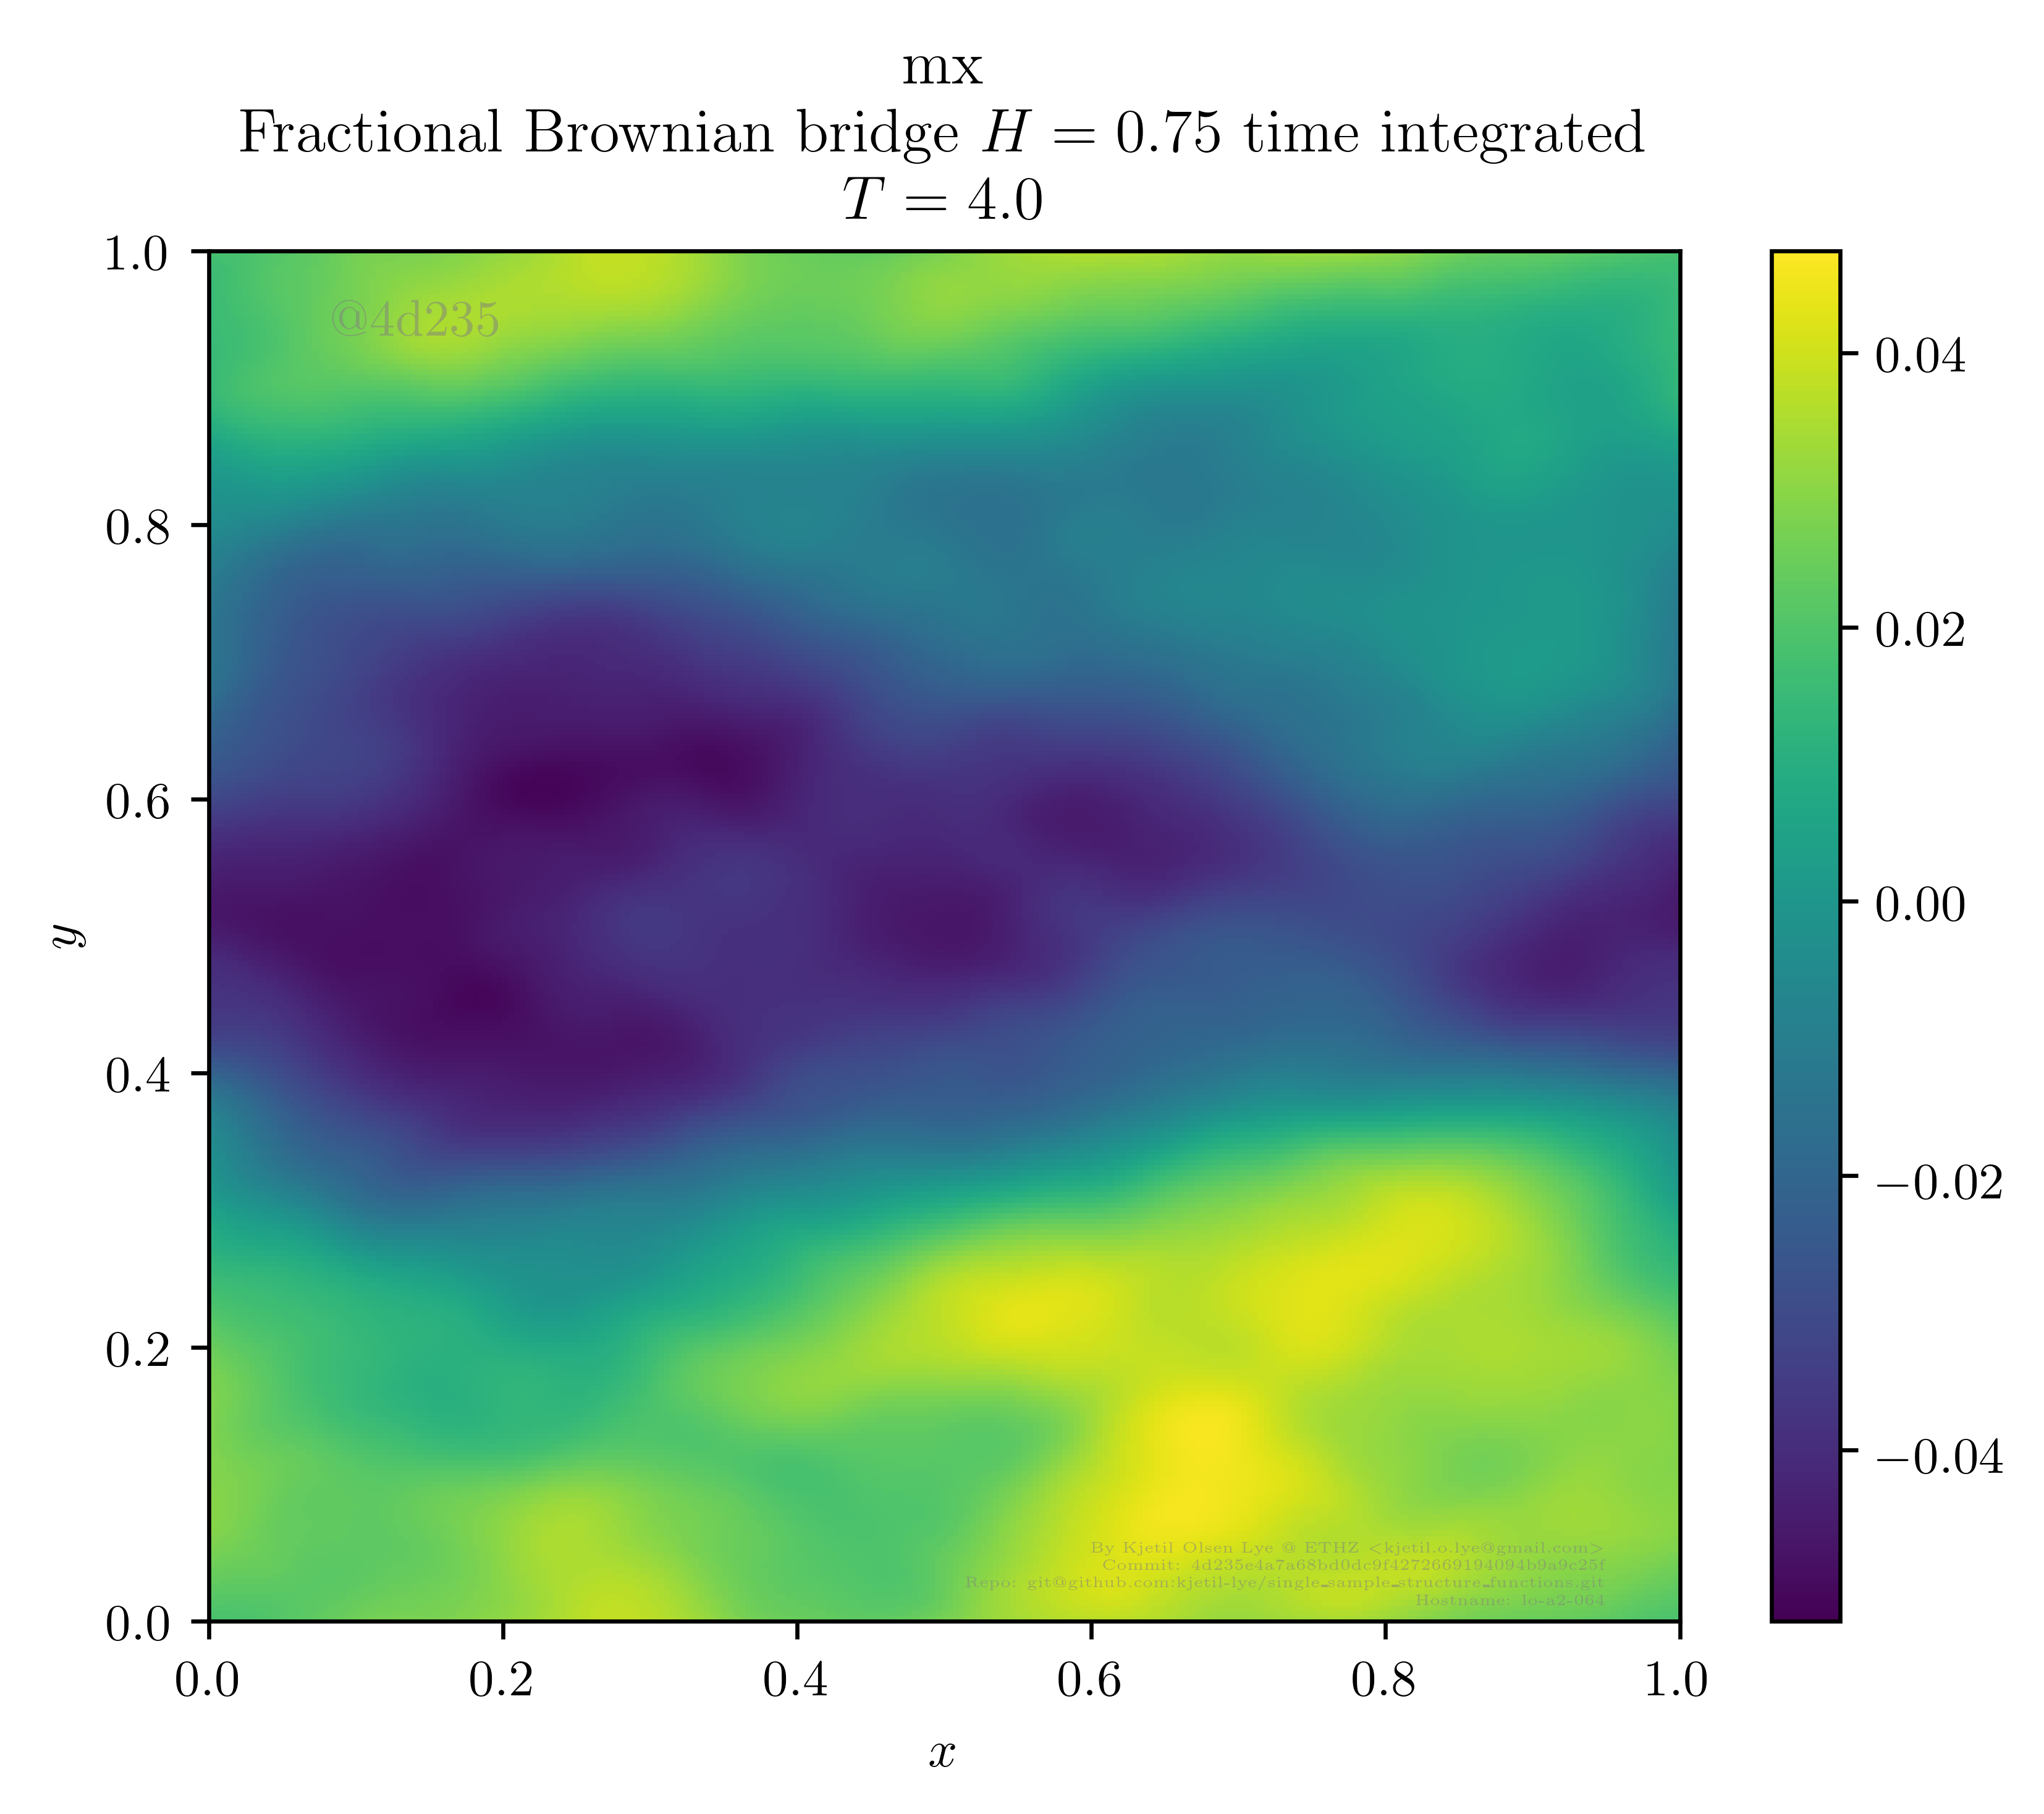 mx
Fractional Brownian bridge H = 0.75 time integrated
T = 4.0
@4d235
1.0
0.8
0.6
0.4
0.2
0.0
y
0.0 0.2 0.4 0.6 0.8 1.0
x
0.04
0.02
0.00
−0.02
−0.04
By Kjetil Olsen Lye @ ETHZ <kjetil.o.lye@gmail.com>
Commit: 4d235e4a7a68bd0dc9f4272669194094b9a9c25f
Repo: git@github.com:kjetil-lye/single_sample_structure_functions.git
Hostname: lo-a2-064